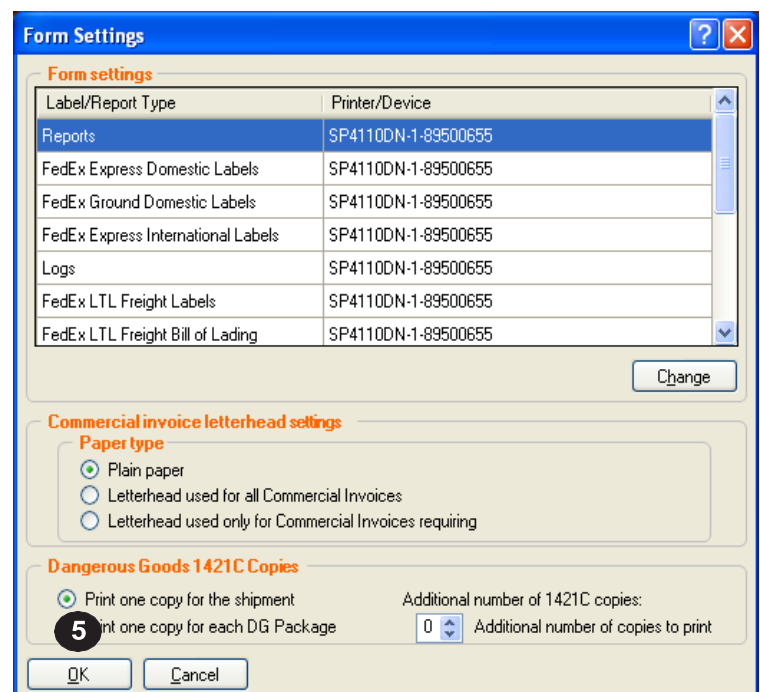 Form Settings
?
Form settings
Label/Report Type Printer/Device
Reports SP4110DN-1-89500655
FedEx Express Domestic Labels SP4110DN-1-89500655
FedEx Ground Domestic Labels SP4110DN-1-89500655
FedEx Express International Labels SP4110DN-1-89500655
Logs SP4110DN-1-89500655
FedEx LTL Freight Labels SP4110DN-1-89500655
FedEx LTL Freight Bill of Lading SP4110DN-1-89500655
Change
Commercial invoice letterhead settings
Paper type
Plain paper
Letterhead used for all Commercial Invoices
Letterhead used only for Commercial Invoices requiring
Dangerous Goods 1421C Copies
Print one copy for the shipment Additional number of 1421C copies:
5 one copy for each DG Package 0 Additional number of copies to print
OK Cancel